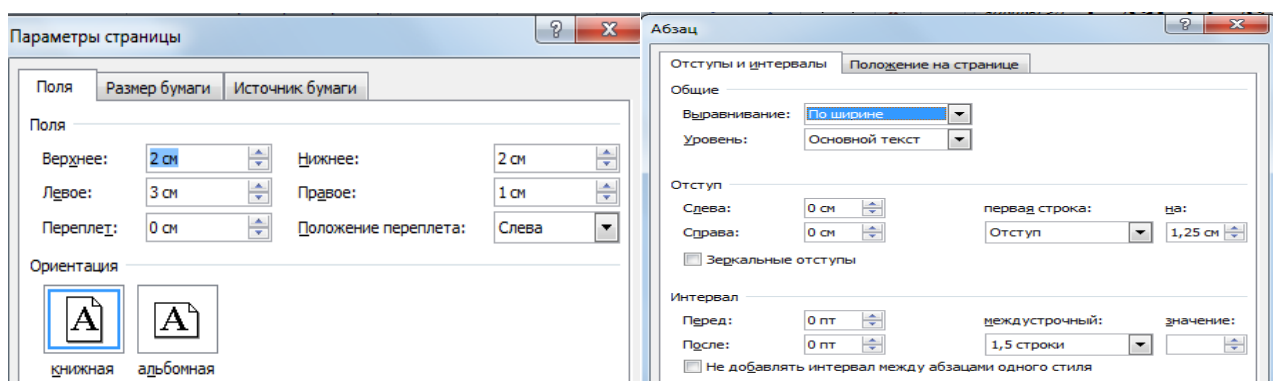 Параметры страницы
Поля Размер бумаги Источник бумаги
Поля
Верхнее: 2 см Нижнее: 2 см
Левое: 3 см Правое: 1 см
Переплет: 0 см Положение переплета: Слева
Ориентация
A A
книжная альбомная
Абзац
Отступы и интервалы Положение на странице
Общие
Выравнивание: По ширине
Уровень: Основной текст
Отступ
Слева: 0 см первая строка: на:
Справа: 0 см Отступ 1,25 см
Зеркальные отступы
Интервал
Перед: 0 пт междустрочный: значение:
После: 0 пт 1,5 строки
Не добавлять интервал между абзацами одного стиля